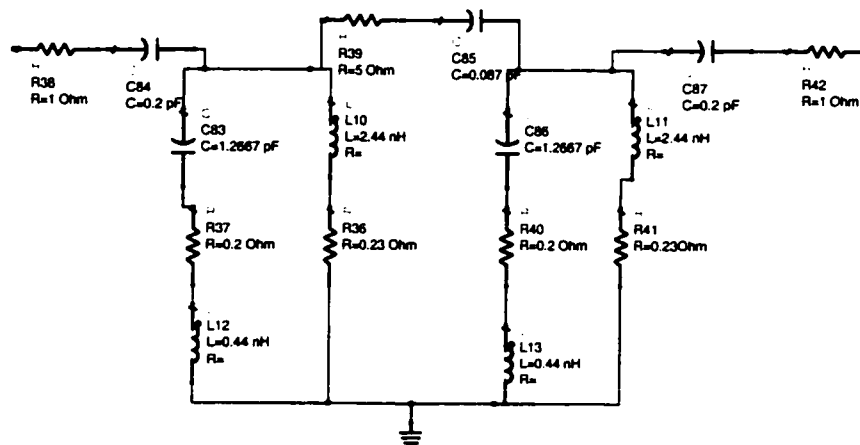 R38
R=1 Ohm
C84
C=0.2 pF
R39
R=5 Ohm
C85
C=0.087 pF
C87
C=0.2 pF
R42
R=1 Ohm
C83
C=1.2667 pF
L10
L=2.44 nH
R=
C86
C=1.2667 pF
L11
L=2.44 nH
R=
R37
R=0.2 Ohm
R36
R=0.23 Ohm
R40
R=0.2 Ohm
R41
R=0.23Ohm
L12
L=0.44 nH
R=
L13
L=0.44 nH
R=